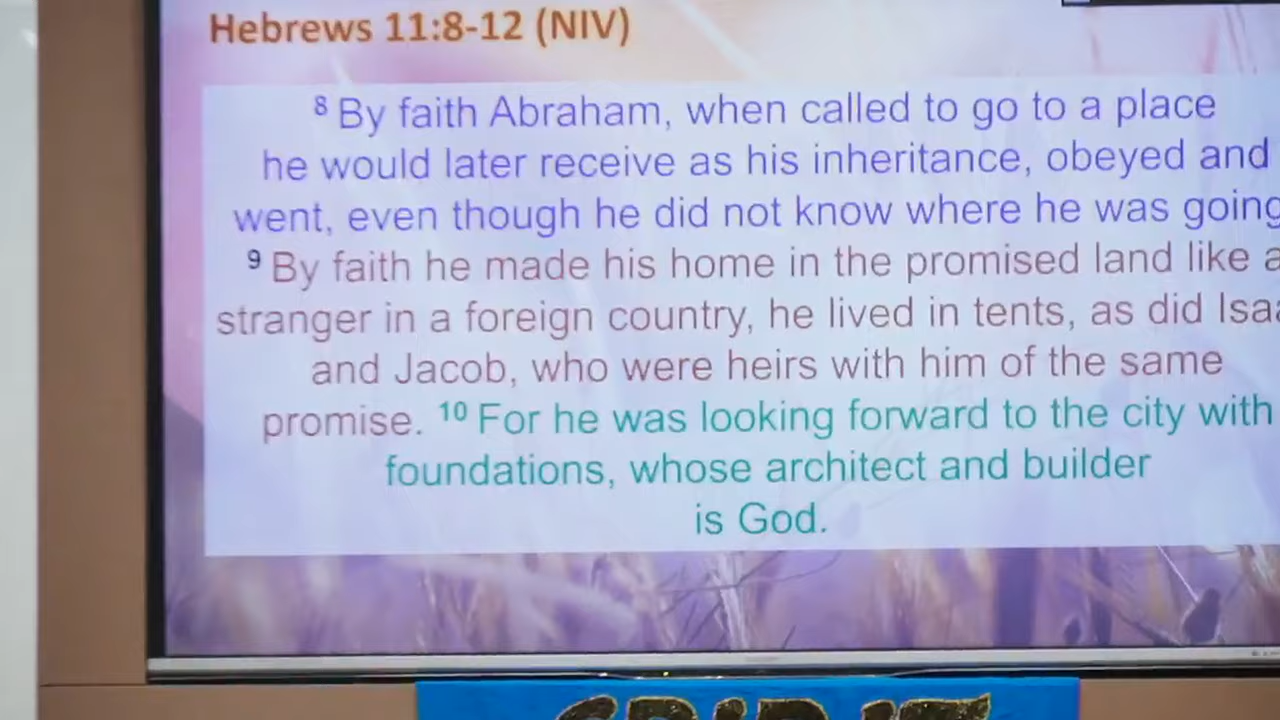 Hebrews 11:8-12 (NIV)
8 By faith Abraham, when called to go to a place
he would later receive as his inheritance, obeyed and
went, even though he did not know where he was going
9 By faith he made his home in the promised land like a
stranger in a foreign country, he lived in tents, as did Isaa
and Jacob, who were heirs with him of the same
promise. 10 For he was looking forward to the city with
foundations, whose architect and builder
is God.